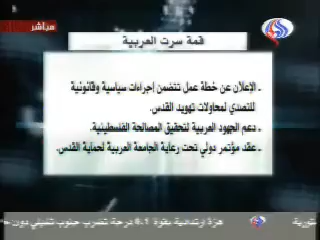 مباشر
قمة سرت العربية
- الإعلان عن خطة عمل تتضمن إجراءات سياسية وقانونية
للتصدي لمحاولات تهويد القدس.
- دعم الجهود العربية لتحقيق المصالحة الفلسطينية.
- عقد مؤتمر دولي تحت رعاية الجامعة العربية لحماية القدس.
هزة ارتدادية بقوة 6.1 درجة تضرب جنوب تشيلي دون